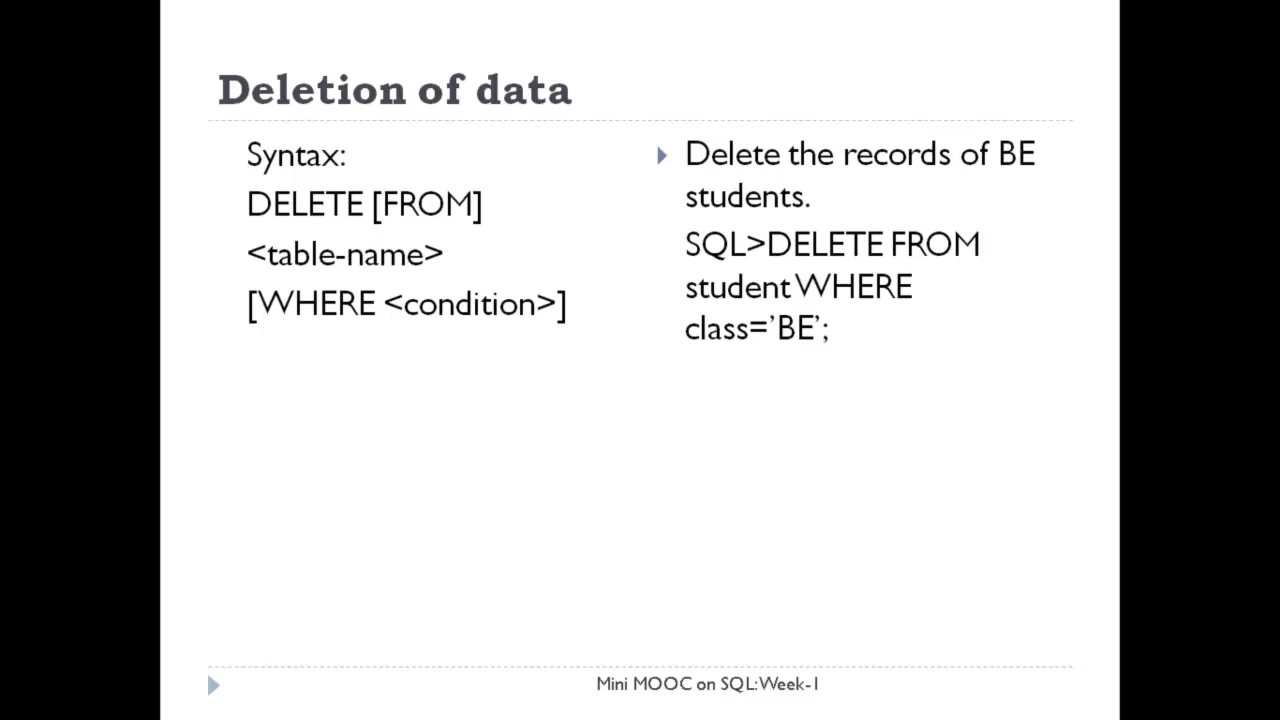 Deletion of data
Syntax:
DELETE [FROM]
<table-name>
[WHERE <condition>]
Delete the records of BE
students.
SQL>DELETE FROM
student WHERE
class=’BE’;
Mini MOOC on SQL:Week-1